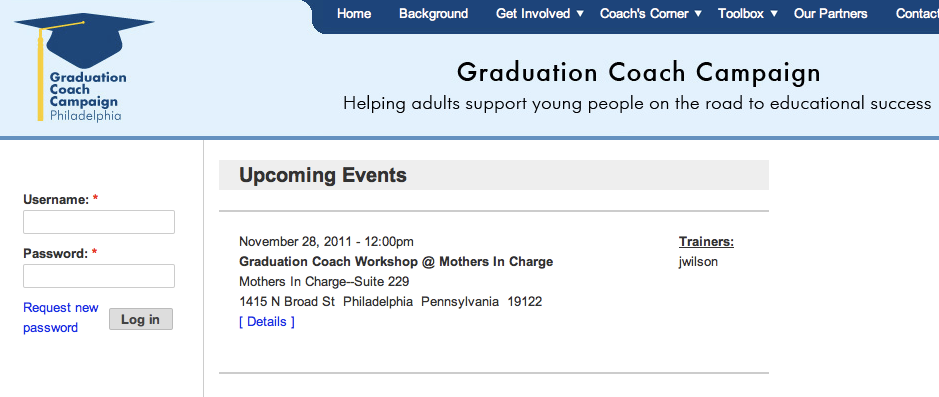 Home Background Get Involved Coach's Corner Toolbox Our Partners Contact
Graduation
Coach
Campaign
Philadelphia
Graduation Coach Campaign
Helping adults support young people on the road to educational success
Username: *
Password: *
Request new
password
Log in
Upcoming Events
November 28, 2011 - 12:00pm
Graduation Coach Workshop @ Mothers In Charge
Mothers In Charge--Suite 229
1415 N Broad St Philadelphia Pennsylvania 19122
[ Details ]
Trainers:
jwilson